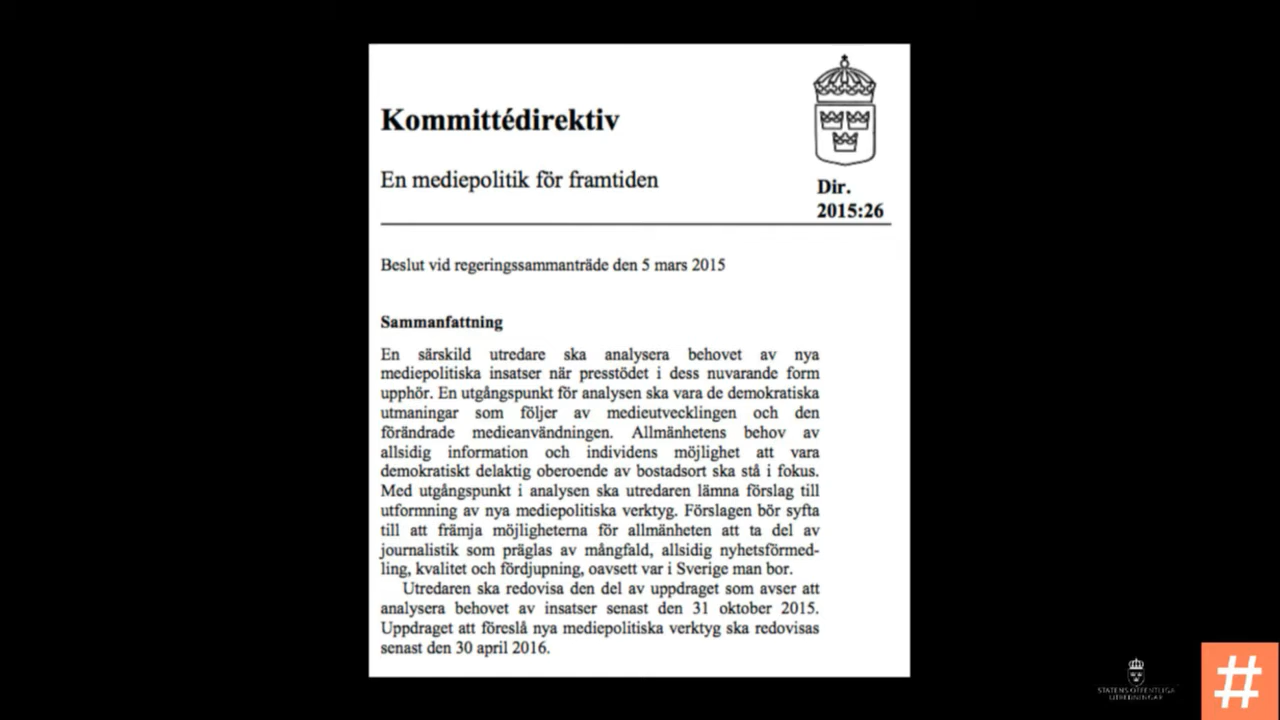 Kommittédirektiv
En mediepolitik för framtiden
Dir.
2015:26
Beslut vid regeringssammanträde den 5 mars 2015
Sammanfattning
En särskild utredare ska analysera behovet av nya
mediepolitiska insatser när presstödet i dess nuvarande form
upphör. En utgångspunkt för analysen ska vara de demokratiska
utmaningar som följer av medieutvecklingen och den
förändrade medieanvändningen. Allmänhetens behov av
allsidig information och individens möjlighet att vara
demokratiskt delaktig oberoende av bostadsort ska stå i fokus.
Med utgångspunkt i analysen ska utredaren lämna förslag till
utformning av nya mediepolitiska verktyg. Förslagen bör syfta
till att främja möjligheterna för allmänheten att ta del av
journalistik som präglas av mångfald, allsidig nyhetsförmed-
ling, kvalitet och fördjupning, oavsett var i Sverige man bor.
Utredaren ska redovisa den del av uppdraget som avser att
analysera behovet av insatser senast den 31 oktober 2015.
Uppdraget att föreslå nya mediepolitiska verktyg ska redovisas
senast den 30 april 2016.
STATENS OFFENTLIGA
UTREDNINGAR
#